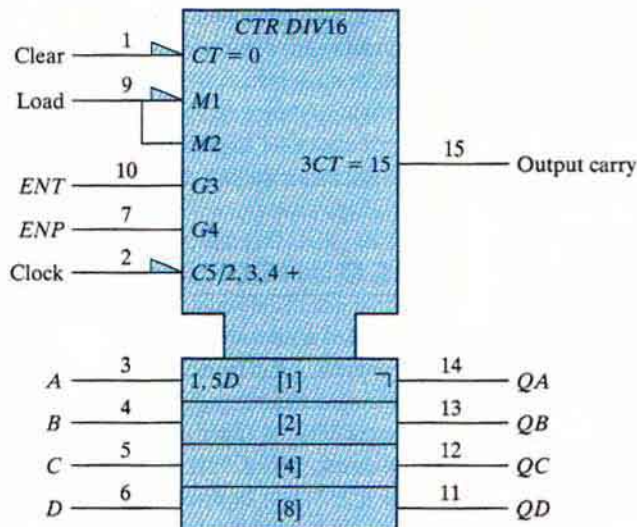 CTR DIV16
1
Clear
CT = 0
9
Load
M1
M2
15
3CT = 15
Output carry
10
ENT
G3
7
ENP
G4
2
Clock
C5/2, 3, 4 +
3
A
1, 5D
[1]
14
QA
4
B
[2]
13
QB
5
C
[4]
12
QC
6
D
[8]
11
QD